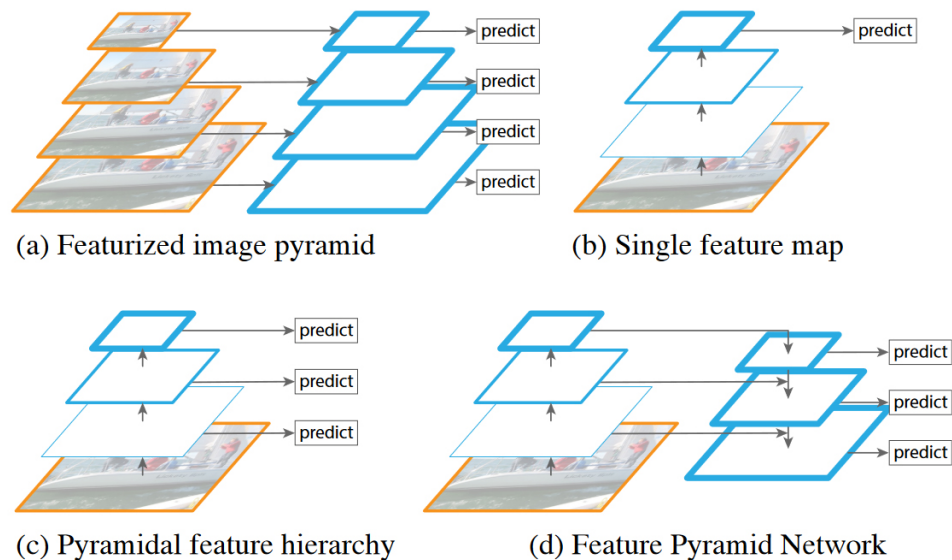 predict
predict
predict
predict
(a) Featurized image pyramid
predict
(b) Single feature map
predict
predict
predict
(c) Pyramidal feature hierarchy
predict
predict
predict
(d) Feature Pyramid Network